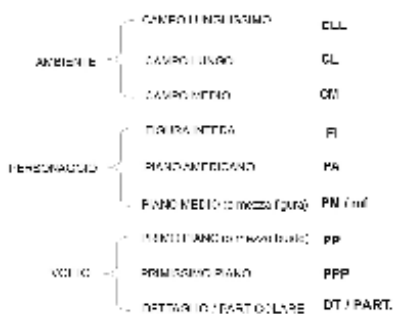 CAMPO LUNGHISSIMO CLL
AMBIENTE CAMPO LUNGO CL
CAMPO MEDIO CM
FIGURA INTERA FI
PERSONAGGIO PIANO AMERICANO PA
PIANO MEDIO (o mezza figura) PM / mf
PRIMO PIANO (o mezzo busto) PP
VOLTO PRIMISSIMO PIANO PPP
DETTAGLIO / PARTICOLARE DT / PART.